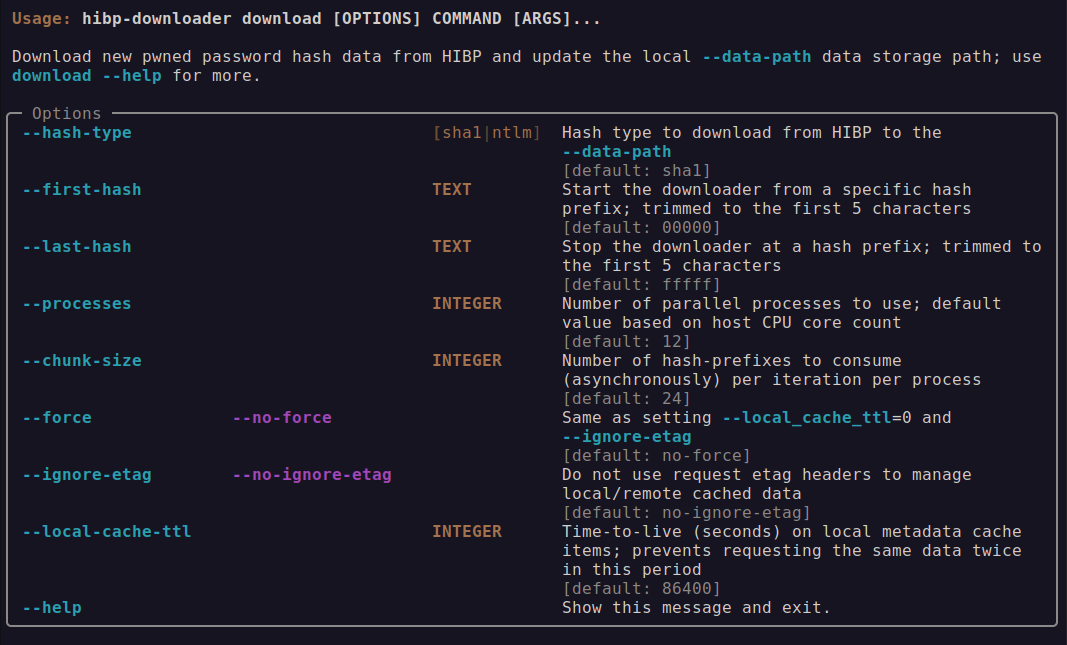 Usage: hibp-downloader download [OPTIONS] COMMAND [ARGS]...
Download new pwned password hash data from HIBP and update the local --data-path data storage path; use
download --help for more.
Options
--hash-type [sha1|ntlm] Hash type to download from HIBP to the
--data-path
[default: sha1]
--first-hash TEXT Start the downloader from a specific hash
prefix; trimmed to the first 5 characters
[default: 00000]
--last-hash TEXT Stop the downloader at a hash prefix; trimmed to
the first 5 characters
[default: fffff]
--processes INTEGER Number of parallel processes to use; default
value based on host CPU core count
[default: 12]
--chunk-size INTEGER Number of hash-prefixes to consume
(asynchronously) per iteration per process
[default: 24]
--force --no-force Same as setting --local_cache_ttl=0 and
--ignore-etag
[default: no-force]
--ignore-etag --no-ignore-etag Do not use request etag headers to manage
local/remote cached data
[default: no-ignore-etag]
--local-cache-ttl INTEGER Time-to-live (seconds) on local metadata cache
items; prevents requesting the same data twice
in this period
[default: 86400]
--help Show this message and exit.